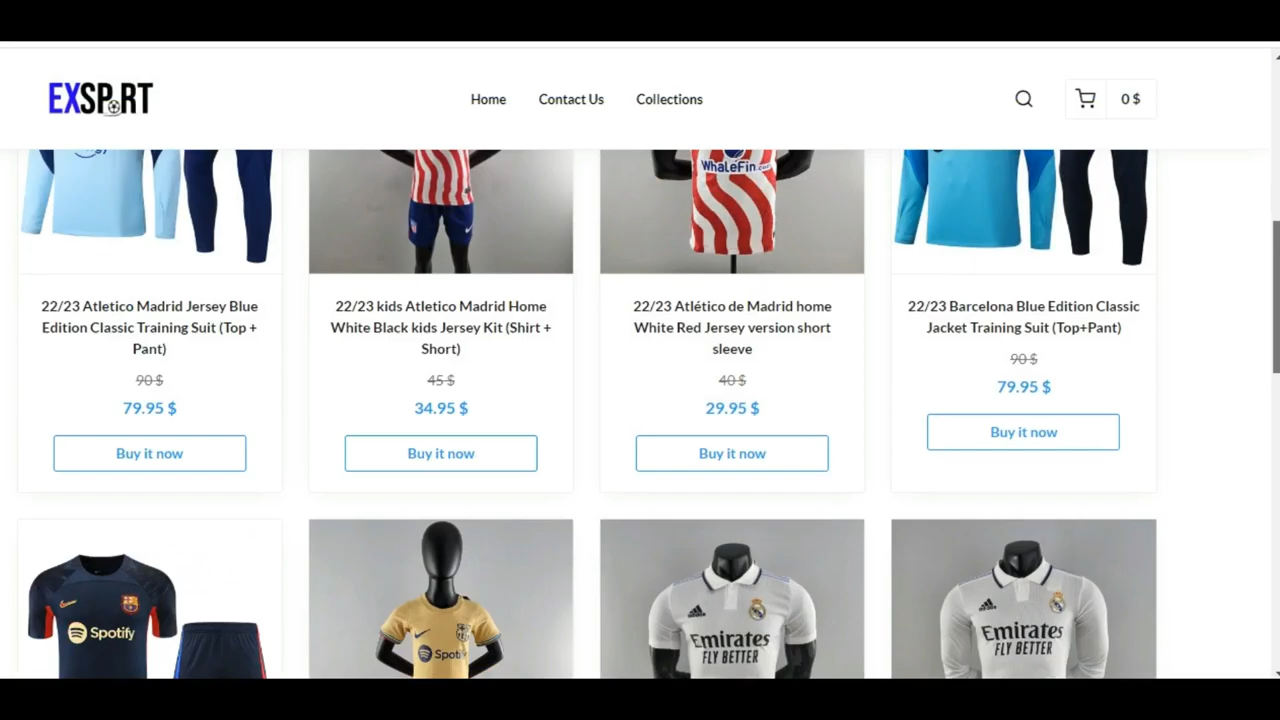 EXSPORT
Home
Contact Us
Collections
0 $
WhaleFin.com
22/23 Atletico Madrid Jersey Blue
Edition Classic Training Suit (Top +
Pant)
90 $
79.95 $
Buy it now
22/23 kids Atletico Madrid Home
White Black kids Jersey Kit (Shirt +
Short)
45 $
34.95 $
Buy it now
22/23 Atlético de Madrid home
White Red Jersey version short
sleeve
40 $
29.95 $
Buy it now
22/23 Barcelona Blue Edition Classic
Jacket Training Suit (Top+Pant)
90 $
79.95 $
Buy it now
Spotify
Spotify
Emirates
FLY BETTER
Emirates
FLY BETTER